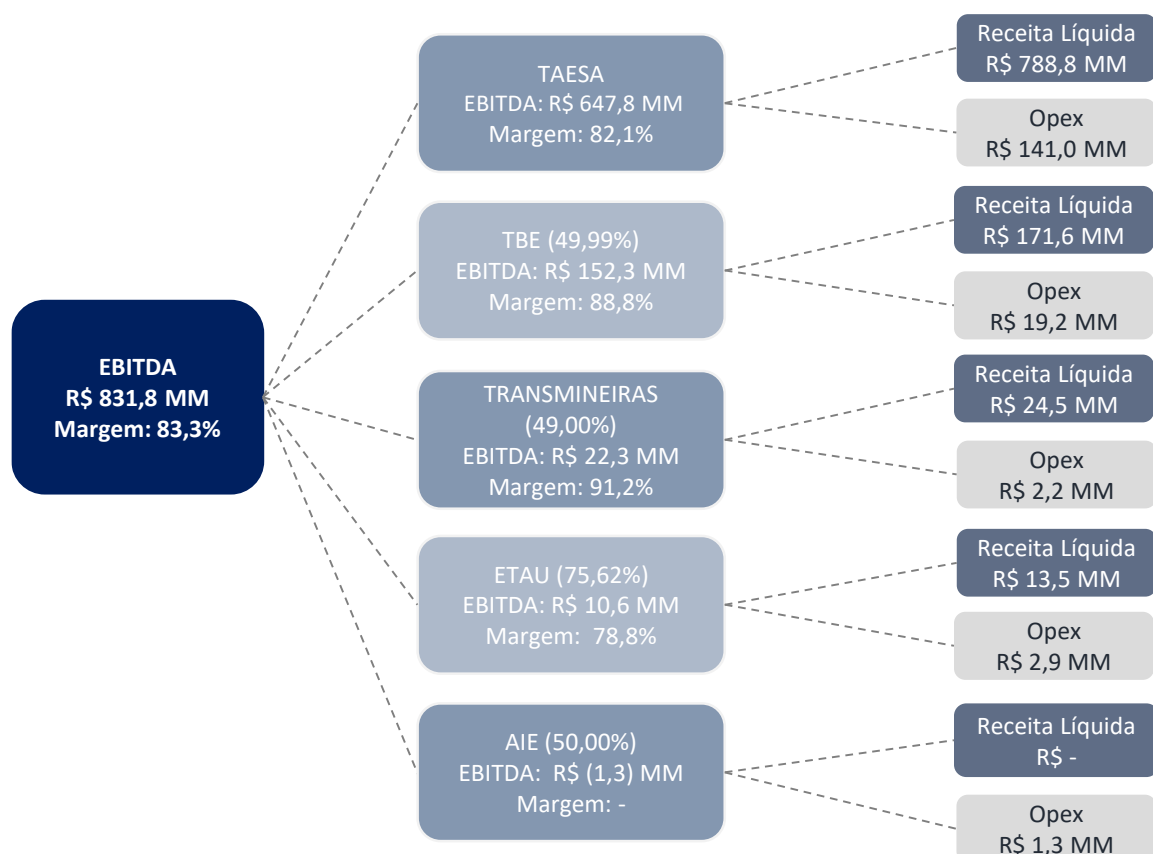 EBITDA
R$ 831,8 MM
Margem: 83,3%
TAESA
EBITDA: R$ 647,8 MM
Margem: 82,1%
Receita Líquida
R$ 788,8 MM
Opex
R$ 141,0 MM
TBE (49,99%)
EBITDA: R$ 152,3 MM
Margem: 88,8%
Receita Líquida
R$ 171,6 MM
Opex
R$ 19,2 MM
TRANSMINEIRAS
(49,00%)
EBITDA: R$ 22,3 MM
Margem: 91,2%
Receita Líquida
R$ 24,5 MM
Opex
R$ 2,2 MM
ETAU (75,62%)
EBITDA: R$ 10,6 MM
Margem: 78,8%
Receita Líquida
R$ 13,5 MM
Opex
R$ 2,9 MM
AIE (50,00%)
EBITDA: R$ (1,3) MM
Margem: -
Receita Líquida
R$ -
Opex
R$ 1,3 MM